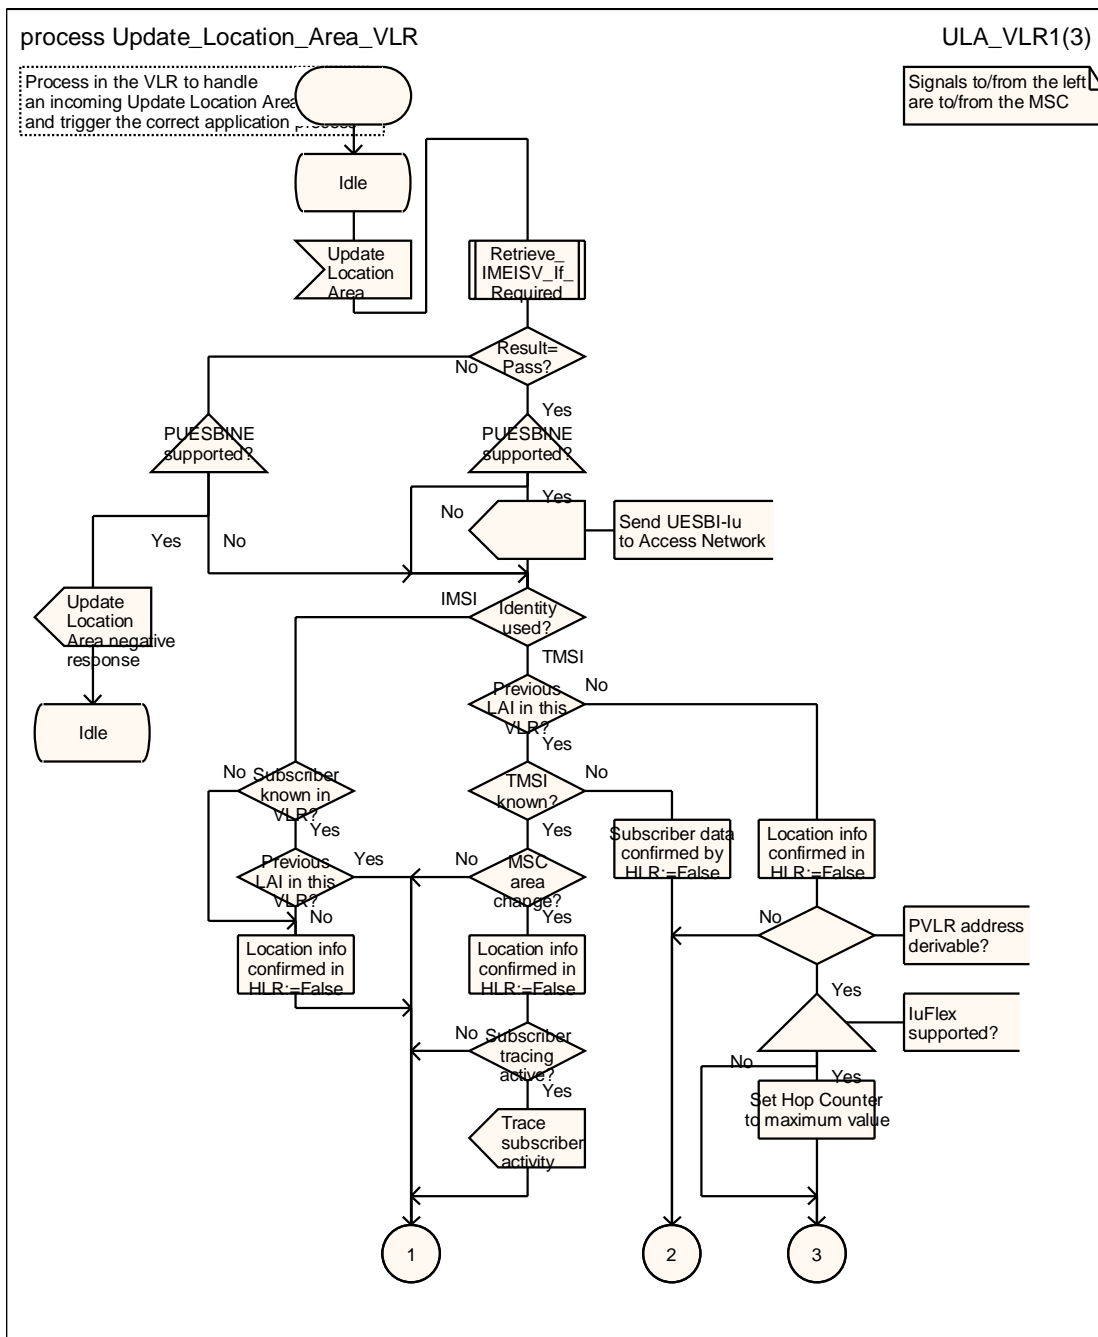 process Update_Location_Area_VLR
ULA_VLR1(3)
Process in the VLR to handle
an incoming Update Location Area
and trigger the correct application process
Signals to/from the left
are to/from the MSC
Idle
Update
Location
Area
Retrieve_
IMEISV_If_
Required
Result=
Pass?
No
Yes
PUESBINE
supported?
PUESBINE
supported?
Yes
No
Yes
No
Send UESBI-Iu
to Access Network
Update
Location
Area negative
response
Idle
IMSI
Identity
used?
TMSI
Previous
LAI in this
VLR?
No
Yes
No
Subscriber
known in
VLR?
Yes
TMSI
known?
No
Yes
Subscriber data
confirmed by
HLR:=False
Location info
confirmed in
HLR:=False
Previous
LAI in this
VLR?
Yes
No
No
MSC
area
change?
Yes
No
PVLR address
derivable?
Yes
Location info
confirmed in
HLR:=False
Location info
confirmed in
HLR:=False
IuFlex
supported?
No
Yes
No
Subscriber
tracing
active?
Yes
Set Hop Counter
to maximum value
Trace
subscriber
activity
1
2
3